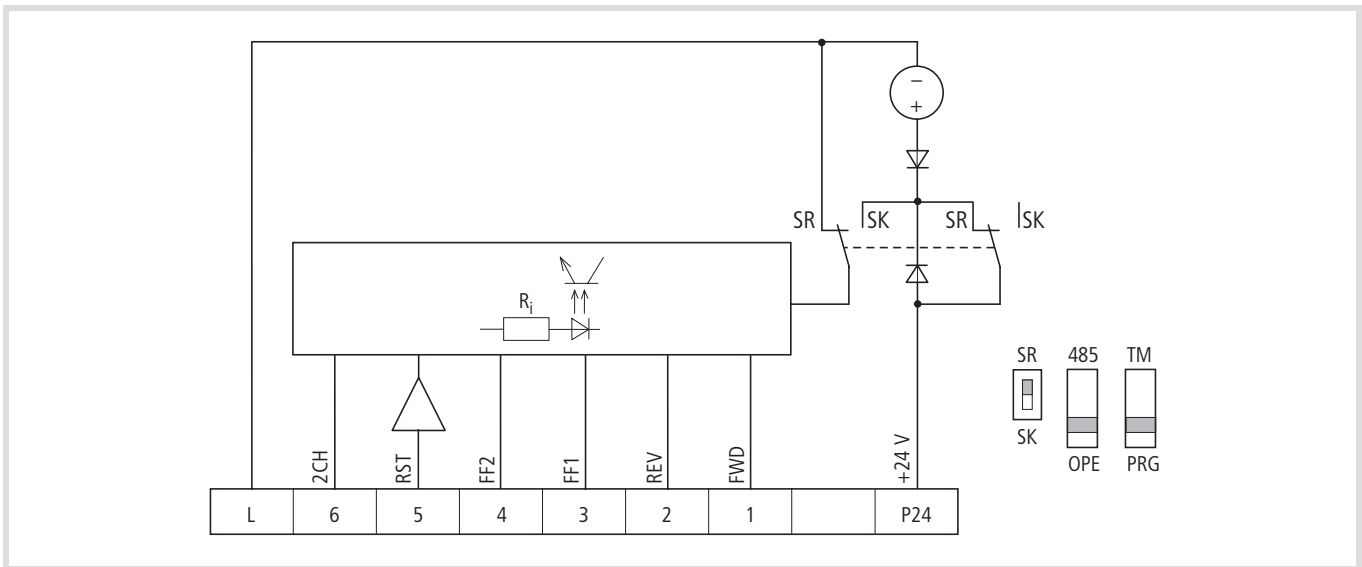 −
+
SR
SK
SR
SK
Ri
SR
485
TM
SK
OPE
PRG
2CH
RST
FF2
FF1
REV
FWD
+24 V
L
6
5
4
3
2
1
P24